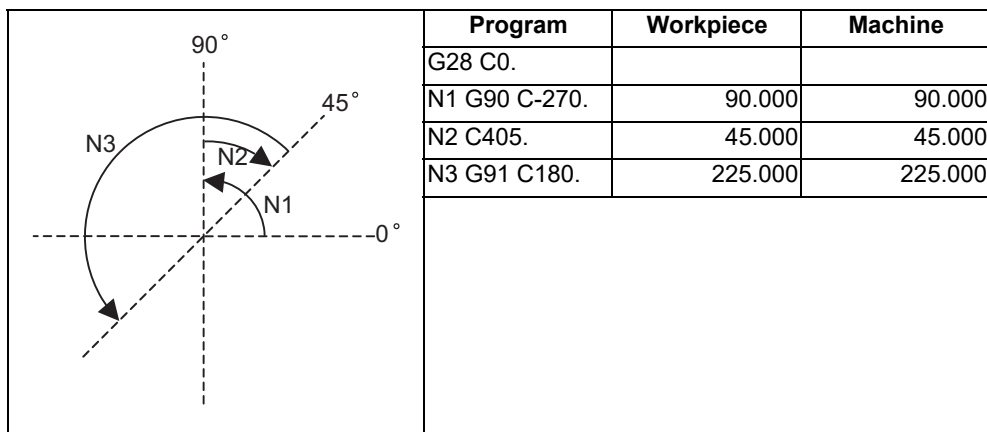 90°
45°
N3
N2
N1
0°
Program Workpiece Machine
G28 C0.
N1 G90 C-270. 90.000 90.000
N2 C405. 45.000 45.000
N3 G91 C180. 225.000 225.000